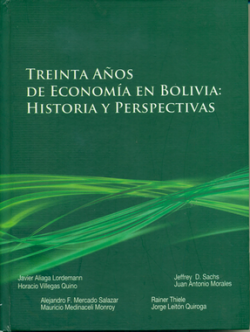 TREINTA AÑOS
DE ECONOMÍA EN BOLIVIA:
HISTORIA Y PERSPECTIVAS
Javier Aliaga Lordemann
Horacio Villegas Quino
Jeffrey D. Sachs
Juan Antonio Morales
Alejandro F. Mercado Salazar
Mauricio Medinaceli Monroy
Rainer Thiele
Jorge Leitón Quiroga